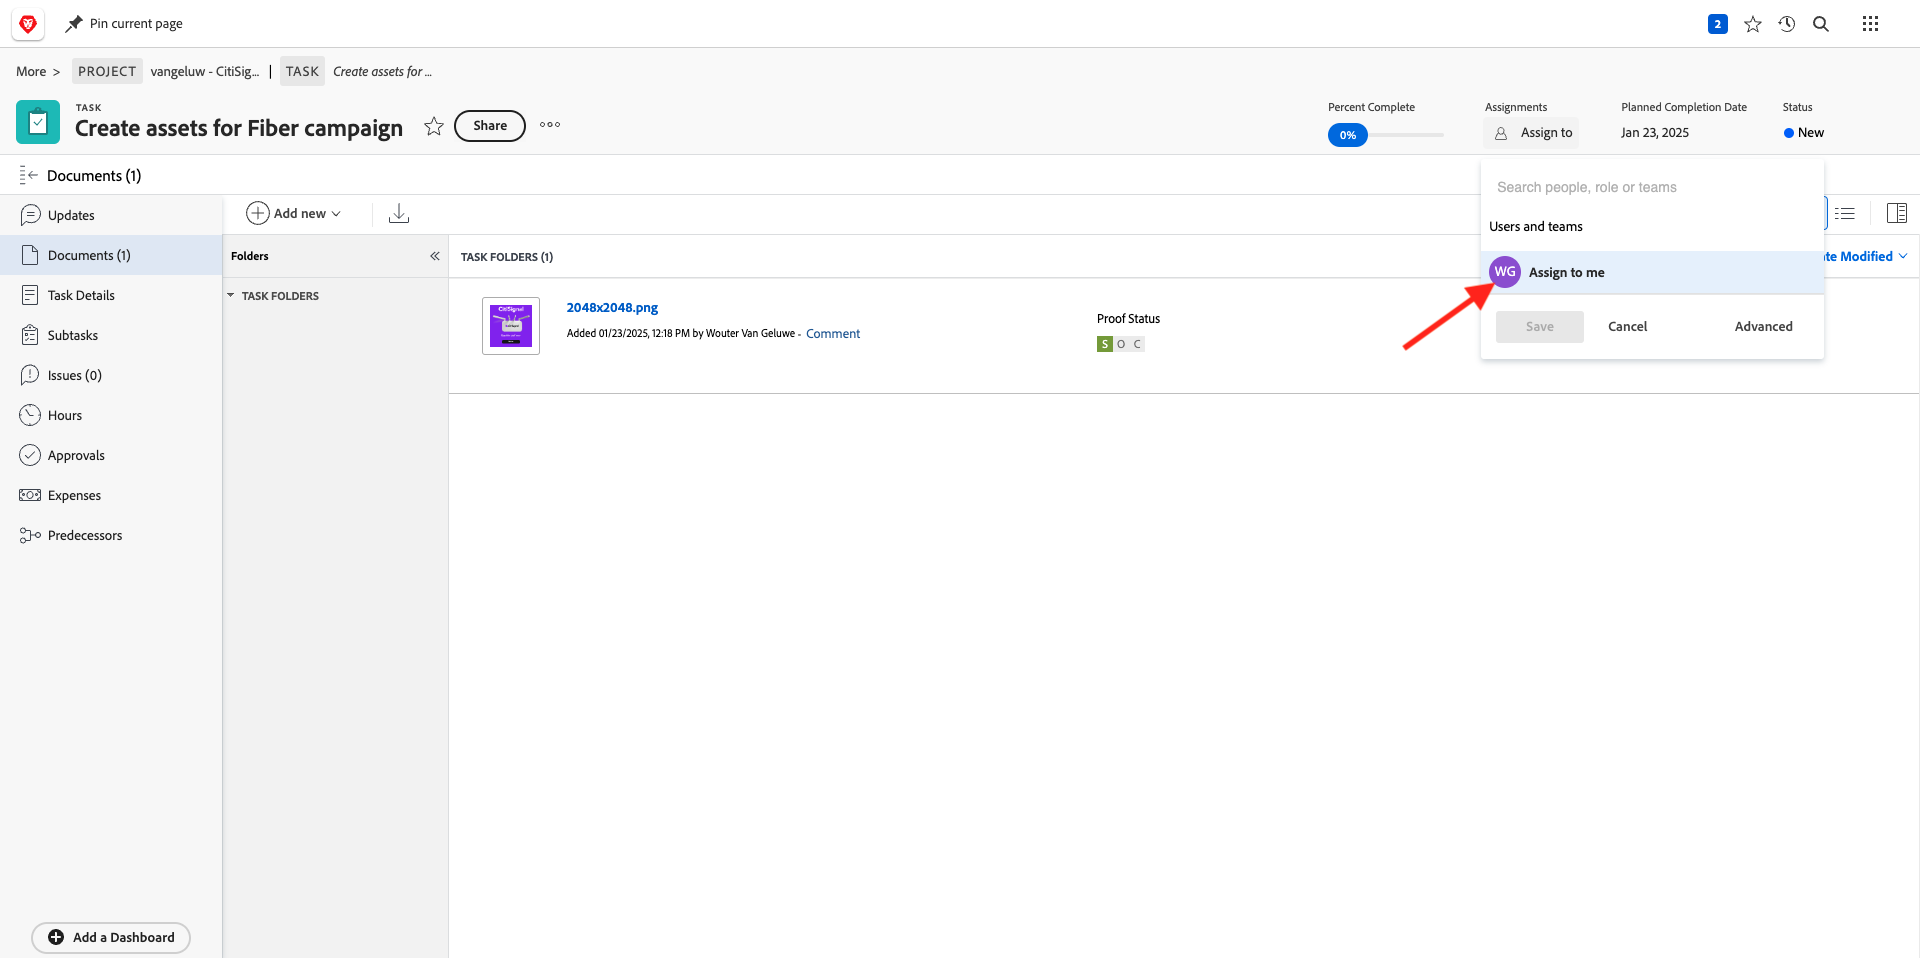 Pin current page
2
More >
PROJECT
vangeluw - CitiSig...
|
TASK
Create assets for ...
TASK
Create assets for Fiber campaign
Share
Percent Complete
0%
Assignments
Assign to
Planned Completion Date
Jan 23, 2025
Status
New
Documents (1)
Search people, role or teams
Users and teams
WG
Assign to me
Save
Cancel
Advanced
Updates
Documents (1)
Task Details
Subtasks
Issues (0)
Hours
Approvals
Expenses
Predecessors
Add a Dashboard
Add new
Folders
TASK FOLDERS
TASK FOLDERS (1)
te Modified
CitiSignal
2048x2048.png
Added 01/23/2025, 12:18 PM by Wouter Van Geluwe - Comment
Proof Status
S O C